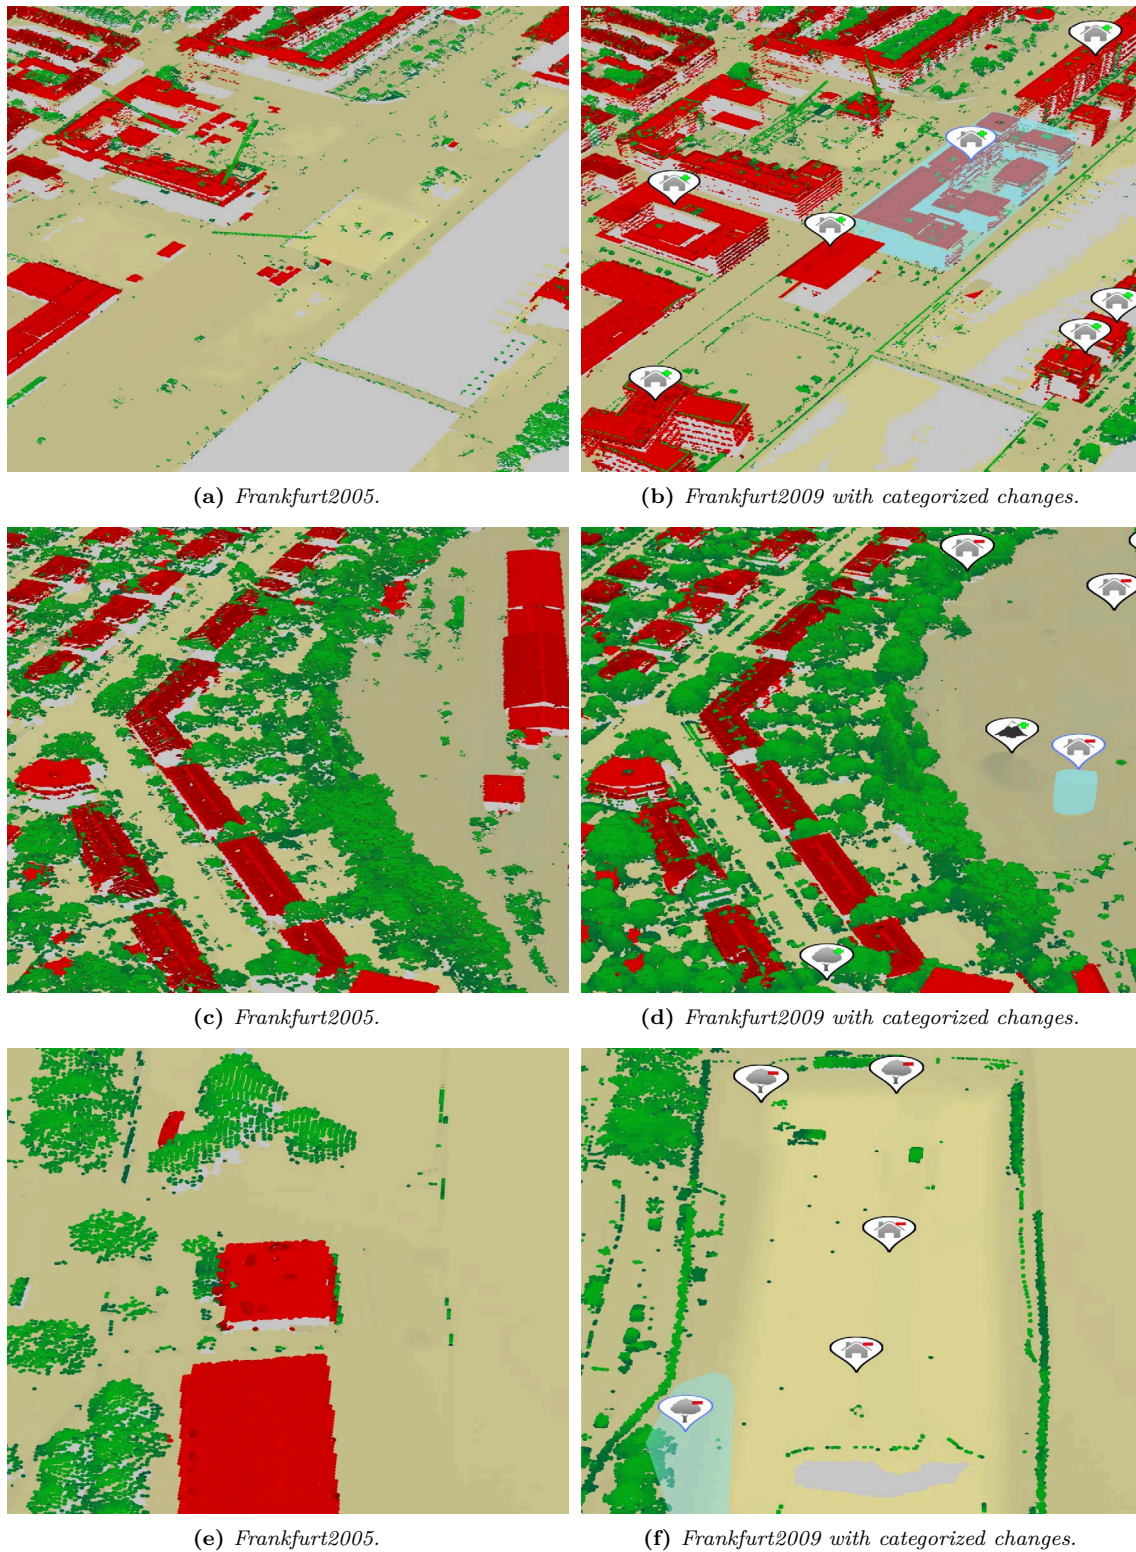 (a) Frankfurt2005.
(b) Frankfurt2009 with categorized changes.
(c) Frankfurt2005.
(d) Frankfurt2009 with categorized changes.
(e) Frankfurt2005.
(f) Frankfurt2009 with categorized changes.